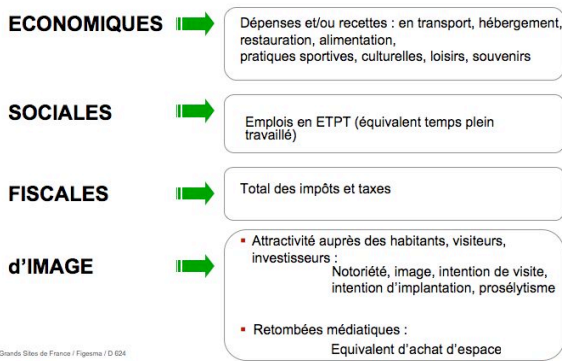 ECONOMIQUES
Dépenses et/ou recettes : en transport, hébergement,
restauration, alimentation,
pratiques sportives, culturelles, loisirs, souvenirs
SOCIALES
Emplois en ETPT (équivalent temps plein
travaillé)
FISCALES
Total des impôts et taxes
d'IMAGE
▪ Attractivité auprès des habitants, visiteurs,
investisseurs :
Notoriété, image, intention de visite,
intention d'implantation, prosélytisme
▪ Retombées médiatiques :
Equivalent d'achat d'espace
Grands Sites de France / Figesma / D 624